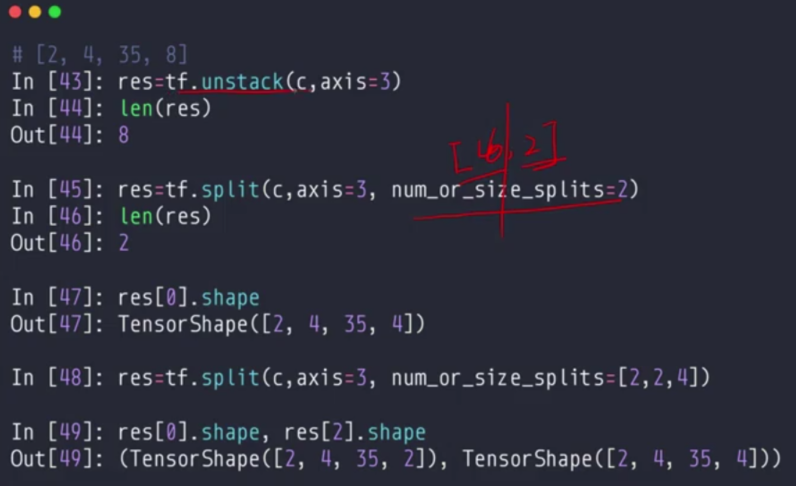 # [2, 4, 35, 8]
In [43]: res=tf.unstack(c,axis=3)
In [44]: len(res)
Out[44]: 8
[6, 2]
In [45]: res=tf.split(c,axis=3, num_or_size_splits=2)
In [46]: len(res)
Out[46]: 2
In [47]: res[0].shape
Out[47]: TensorShape([2, 4, 35, 4])
In [48]: res=tf.split(c,axis=3, num_or_size_splits=[2,2,4])
In [49]: res[0].shape, res[2].shape
Out[49]: (TensorShape([2, 4, 35, 2]), TensorShape([2, 4, 35, 4]))